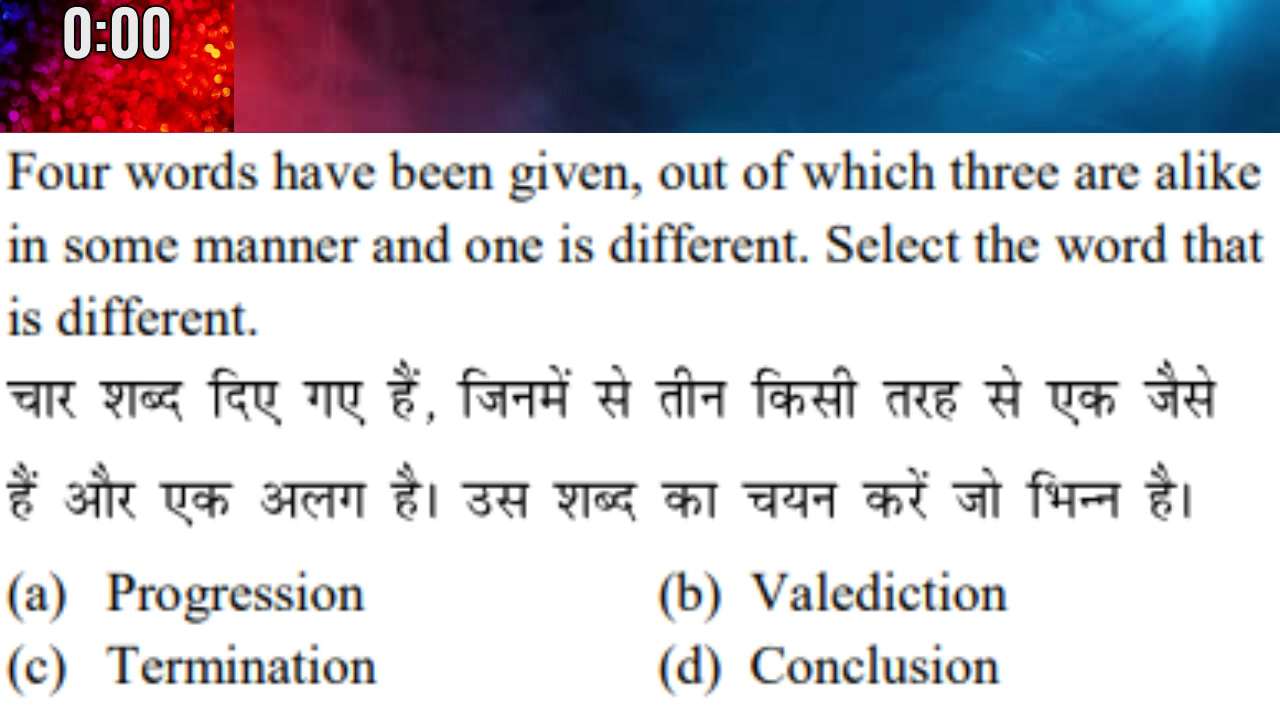 0:00
Four words have been given, out of which three are alike
in some manner and one is different. Select the word that
is different.
चार शब्द दिए गए हैं, जिनमें से तीन किसी तरह से एक जैसे
हैं और एक अलग है। उस शब्द का चयन करें जो भिन्न है।
(a) Progression (b) Valediction
(c) Termination (d) Conclusion